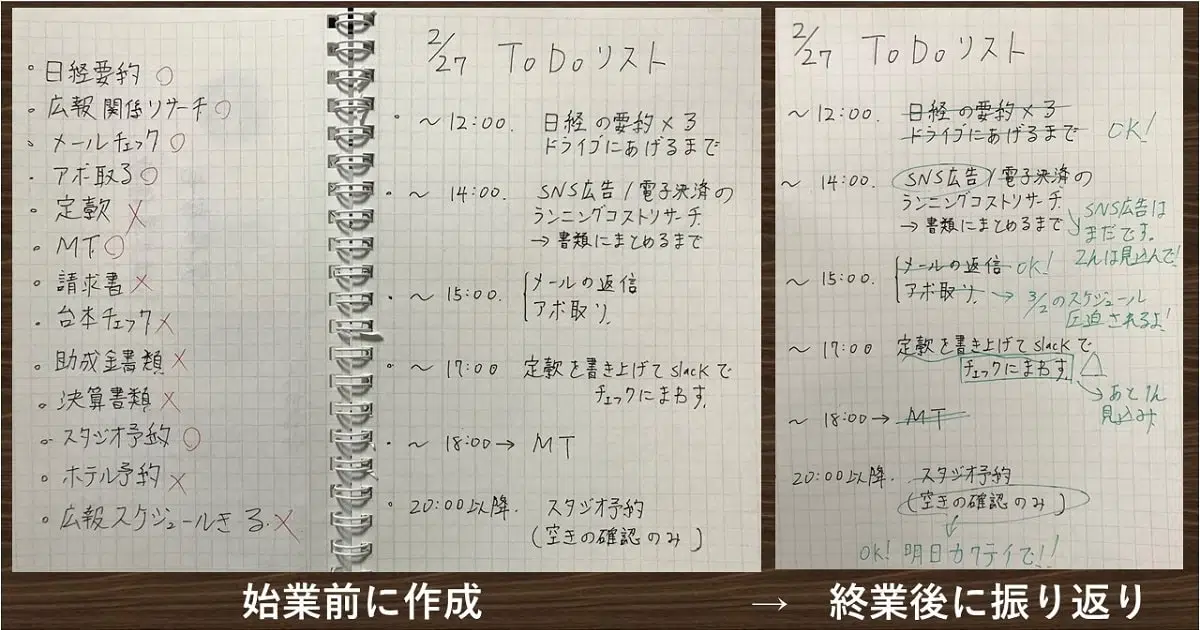 ・日経要約 ○
・広報関係リサーチ ○
・メールチェック ○
・アポ取る ○
・定款 ×
・MT ○
・請求書 ×
・台本チェック ×
・助成金書類 ×
・決算書類 ×
・スタジオ予約 ○
・ホテル予約 ×
・広報スケジュールきる ×
2/27 ToDoリスト
・〜12:00. 日経の要約×3
ドライブにあげるまで
・〜14:00. SNS広告/電子決済の
ランニングコストリサーチ.
→書類にまとめるまで
・〜15:00. メールの返信
アポ取り.
・〜17:00 定款を書き上げてslackで
チェックにまわす.
・〜18:00→ MT
・20:00以降. スタジオ予約
(空きの確認のみ)
2/27 ToDoリスト
〜12:00. 日経の要約×3
ドライブにあげるまで OK!
〜14:00. SNS広告/電子決済の
ランニングコストリサーチ.
→書類にまとめるまで
SNS広告は
まだです。
2hは見込んで!
〜15:00. メールの返信 OK!
アポ取り. → 3/2のスケジュール
圧迫されるよ!
〜17:00 定款を書き上げてslackで
チェックにまわす. △
→あと1h
見込み
〜18:00→ MT
20:00以降. スタジオ予約
(空きの確認のみ)
OK! 明日カクテイで!!
始業前に作成 → 終業後に振り返り